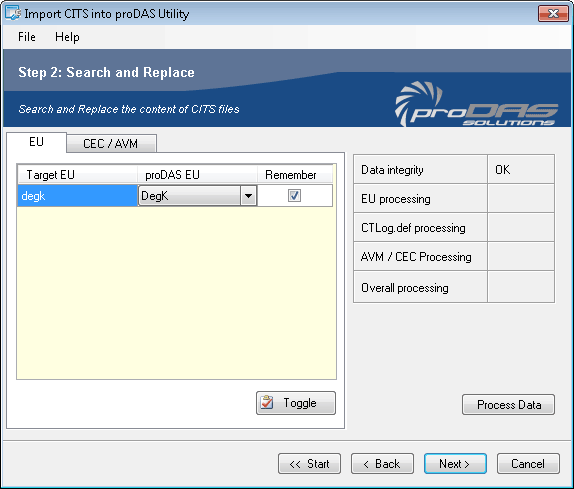 Import CITS into proDAS Utility
File Help
Step 2: Search and Replace
Search and Replace the content of CITS files
proDAS
SOLUTIONS
EU CEC / AVM
Target EU proDAS EU Remember
degk DegK
Data integrity OK
EU processing
CTLog.def processing
AVM / CEC Processing
Overall processing
Toggle
Process Data
<< Start < Back Next > Cancel